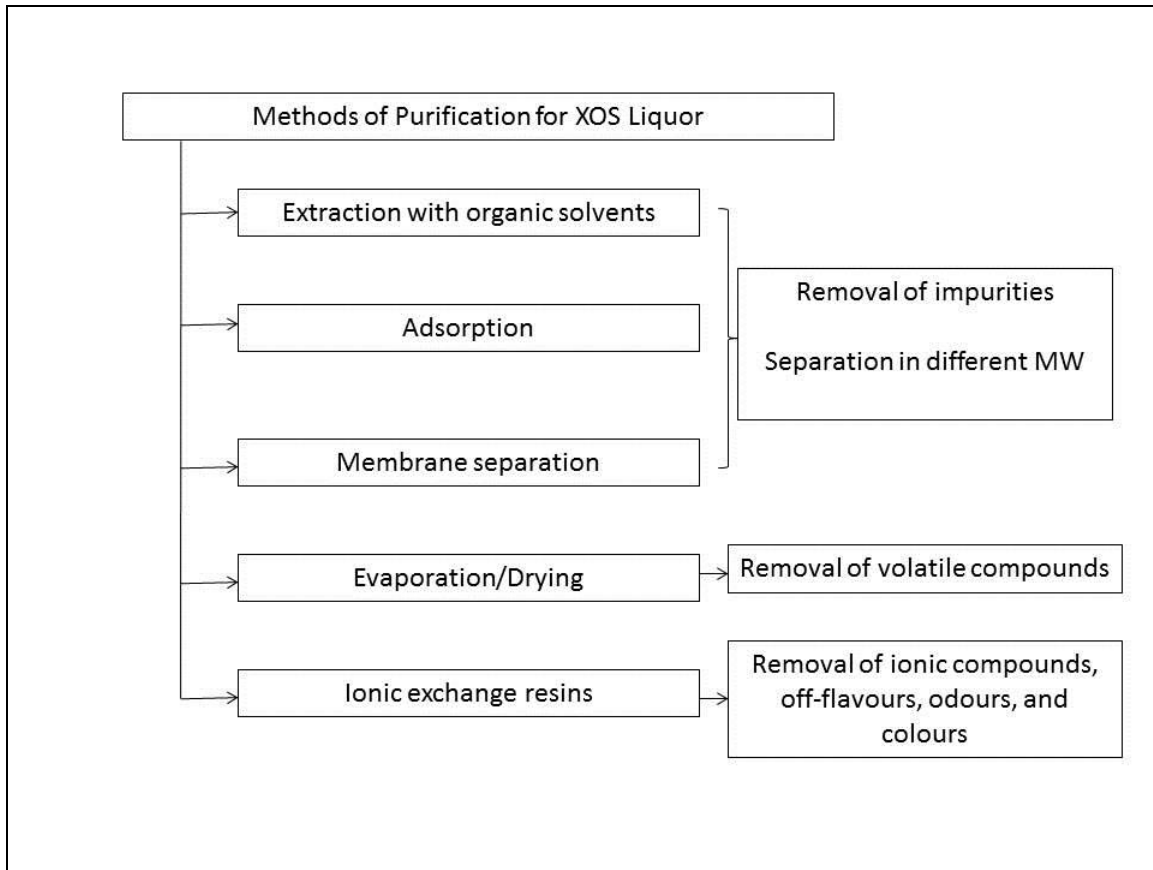 Methods of Purification for XOS Liquor
Extraction with organic solvents
Adsorption
Membrane separation
Removal of impurities
Separation in different MW
Evaporation/Drying
Removal of volatile compounds
Ionic exchange resins
Removal of ionic compounds,
off-flavours, odours, and
colours